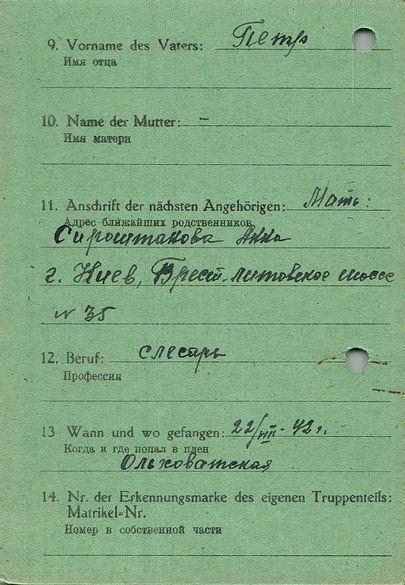 9. Vorname des Vaters: Петр
Имя отца
10. Name der Mutter: –
Имя матери
11. Anschrift der nächsten Angehörigen: Мать:
Адрес ближайших родственников
Сироштанова Анна
г. Киев, Брест-литовское шоссе
№ 35
12. Beruf: слесарь
Профессия
13 Wann und wo gefangen: 22/VIII-42 г.
Когда и где попал в плен
Ольховатская
14. Nr. der Erkennungsmarke des eigenen Truppenteils:
Matrikel-Nr.
Номер в собственной части